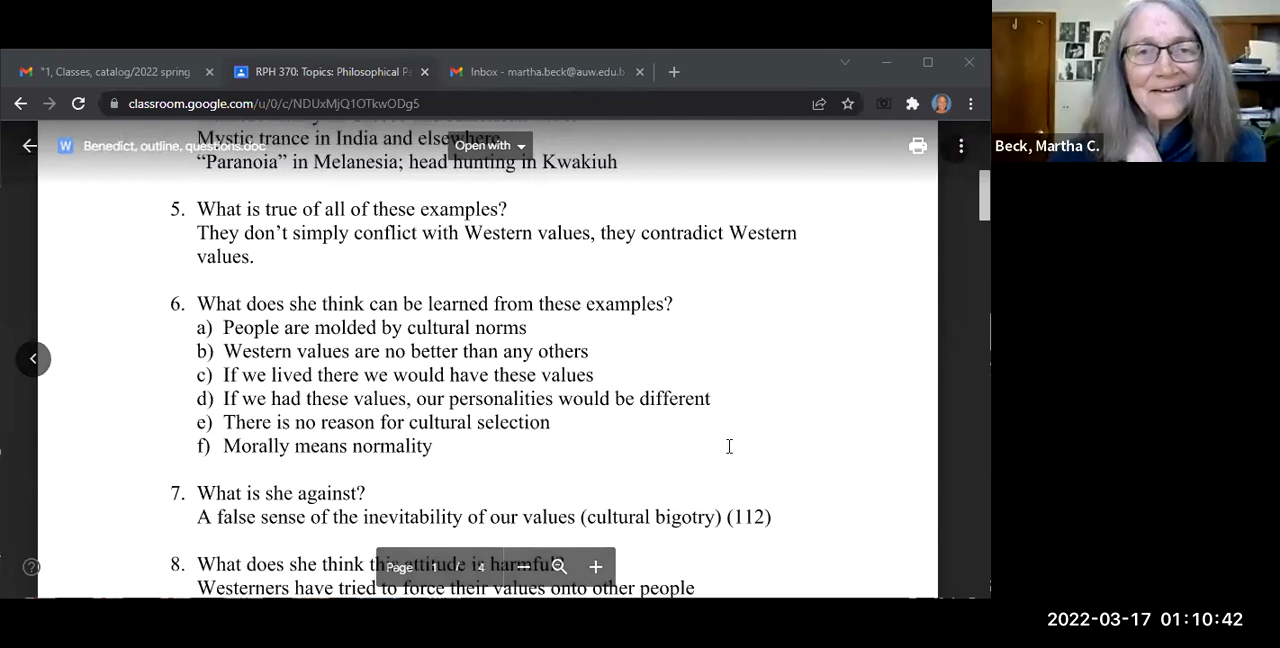 "1, Classes, catalog/2022 spring
RPH 370: Topics: Philosophical P
Inbox - martha.beck@auw.edu.b
classroom.google.com/u/0/c/NDUxMjQ1OTkwODg5
Mystic trance in India and elsewhere
Benedict, outline, questions.doc
Open with
"Paranoia" in Melanesia; head hunting in Kwakiuh
Beck, Martha C.
5. What is true of all of these examples?
They don't simply conflict with Western values, they contradict Western
values.
6. What does she think can be learned from these examples?
a) People are molded by cultural norms
b) Western values are no better than any others
c) If we lived there we would have these values
d) If we had these values, our personalities would be different
e) There is no reason for cultural selection
f) Morally means normality
7. What is she against?
A false sense of the inevitability of our values (cultural bigotry) (112)
8. What does she think this attitude is harmful?
Page 1 / 4
Westerners have tried to force their values onto other people
2022-03-17 01:10:42